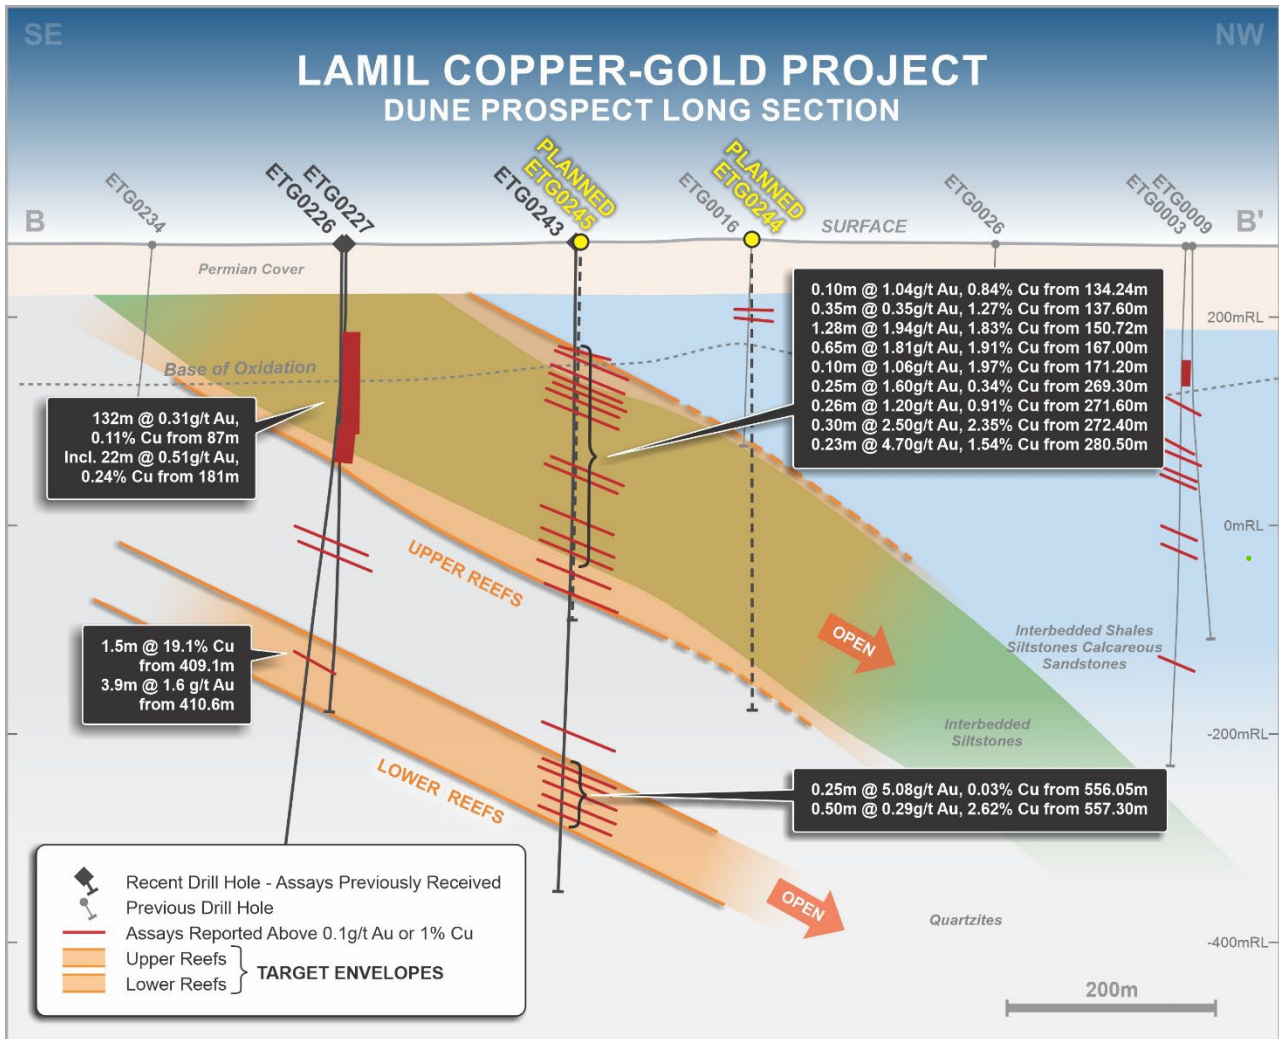 SE
NW
LAMIL COPPER-GOLD PROJECT
DUNE PROSPECT LONG SECTION
ETG0234
ETG0226
ETG0227
ETG0243
PLANNED
ETG0245
ETG0016
PLANNED
ETG0244
ETG0026
ETG0003
ETG0009
B
SURFACE
B'
Permian Cover
Base of Oxidation
132m @ 0.31g/t Au,
0.11% Cu from 87m
Incl. 22m @ 0.51g/t Au,
0.24% Cu from 181m
0.10m @ 1.04g/t Au, 0.84% Cu from 134.24m
0.35m @ 0.35g/t Au, 1.27% Cu from 137.60m
1.28m @ 1.94g/t Au, 1.83% Cu from 150.72m
0.65m @ 1.81g/t Au, 1.91% Cu from 167.00m
0.10m @ 1.06g/t Au, 1.97% Cu from 171.20m
0.25m @ 1.60g/t Au, 0.34% Cu from 269.30m
0.26m @ 1.20g/t Au, 0.91% Cu from 271.60m
0.30m @ 2.50g/t Au, 2.35% Cu from 272.40m
0.23m @ 4.70g/t Au, 1.54% Cu from 280.50m
200mRL
0mRL
-200mRL
-400mRL
UPPER REEFS
1.5m @ 19.1% Cu
from 409.1m
3.9m @ 1.6 g/t Au
from 410.6m
OPEN
Interbedded Shales
Siltstones Calcareous
Sandstones
Interbedded
Siltstones
LOWER REEFS
0.25m @ 5.08g/t Au, 0.03% Cu from 556.05m
0.50m @ 0.29g/t Au, 2.62% Cu from 557.30m
OPEN
Quartzites
Recent Drill Hole - Assays Previously Received
Previous Drill Hole
Assays Reported Above 0.1g/t Au or 1% Cu
Upper Reefs
Lower Reefs
TARGET ENVELOPES
200m